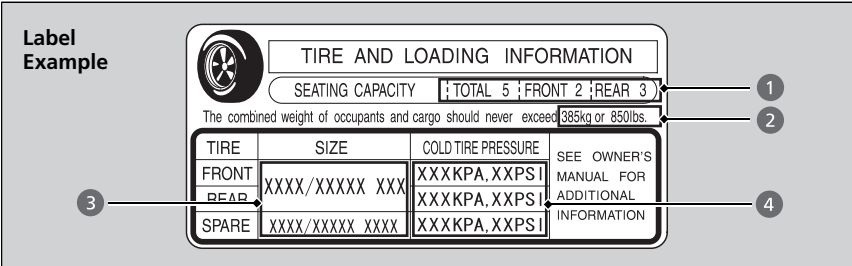 Label
Example
TIRE AND LOADING INFORMATION
SEATING CAPACITY TOTAL 5 FRONT 2 REAR 3
1
The combined weight of occupants and cargo should never exceed 385kg or 850lbs.
2
TIRE SIZE COLD TIRE PRESSURE
FRONT XXXX/XXXXX XXX XXXKPA,XXPSI
REAR XXXKPA,XXPSI
SPARE XXXX/XXXXX XXXX XXXKPA,XXPSI
SEE OWNER'S
MANUAL FOR
ADDITIONAL
INFORMATION
3
4